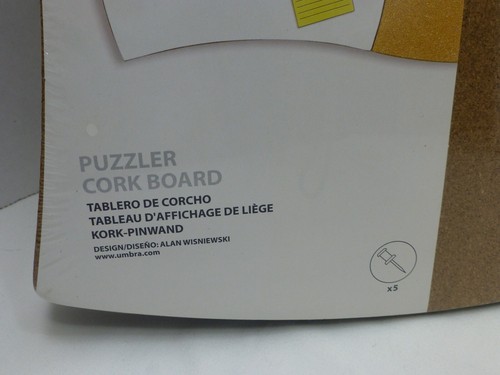 PUZZLER
CORK BOARD
TABLERO DE CORCHO
TABLEAU D'AFFICHAGE DE LIÈGE
KORK-PINWAND
DESIGN/DISEÑO: ALAN WISNIEWSKI
www.umbra.com
x5